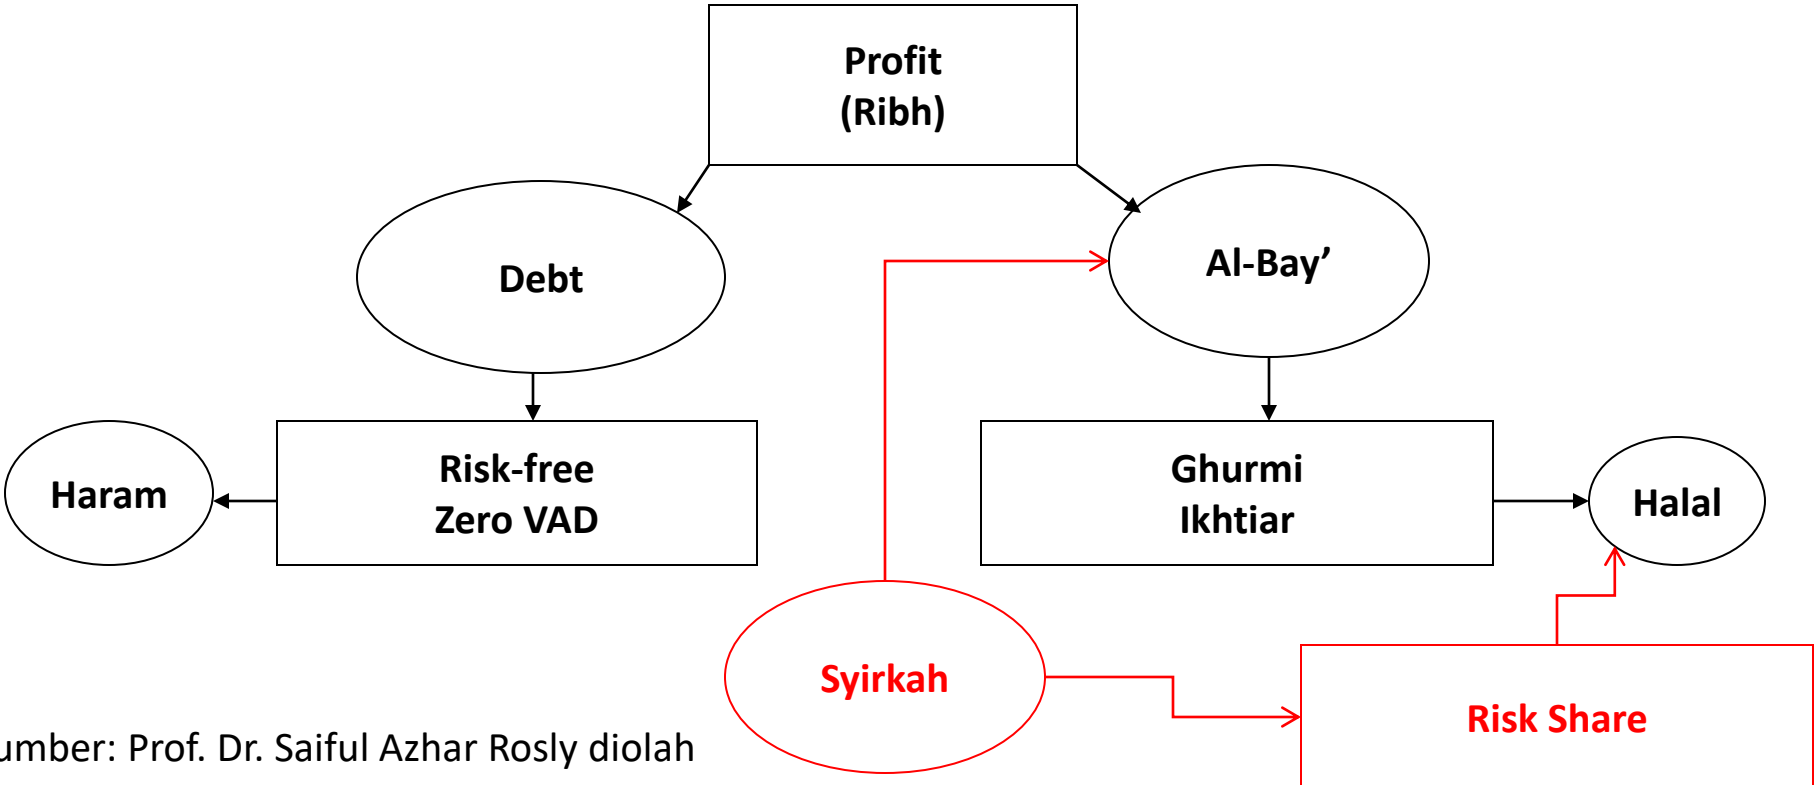 Profit
(Ribh)
Debt
Al-Bay’
Haram
Risk-free
Zero VAD
Ghurmi
Ikhtiar
Halal
Syirkah
Risk Share
umber: Prof. Dr. Saiful Azhar Rosly diolah